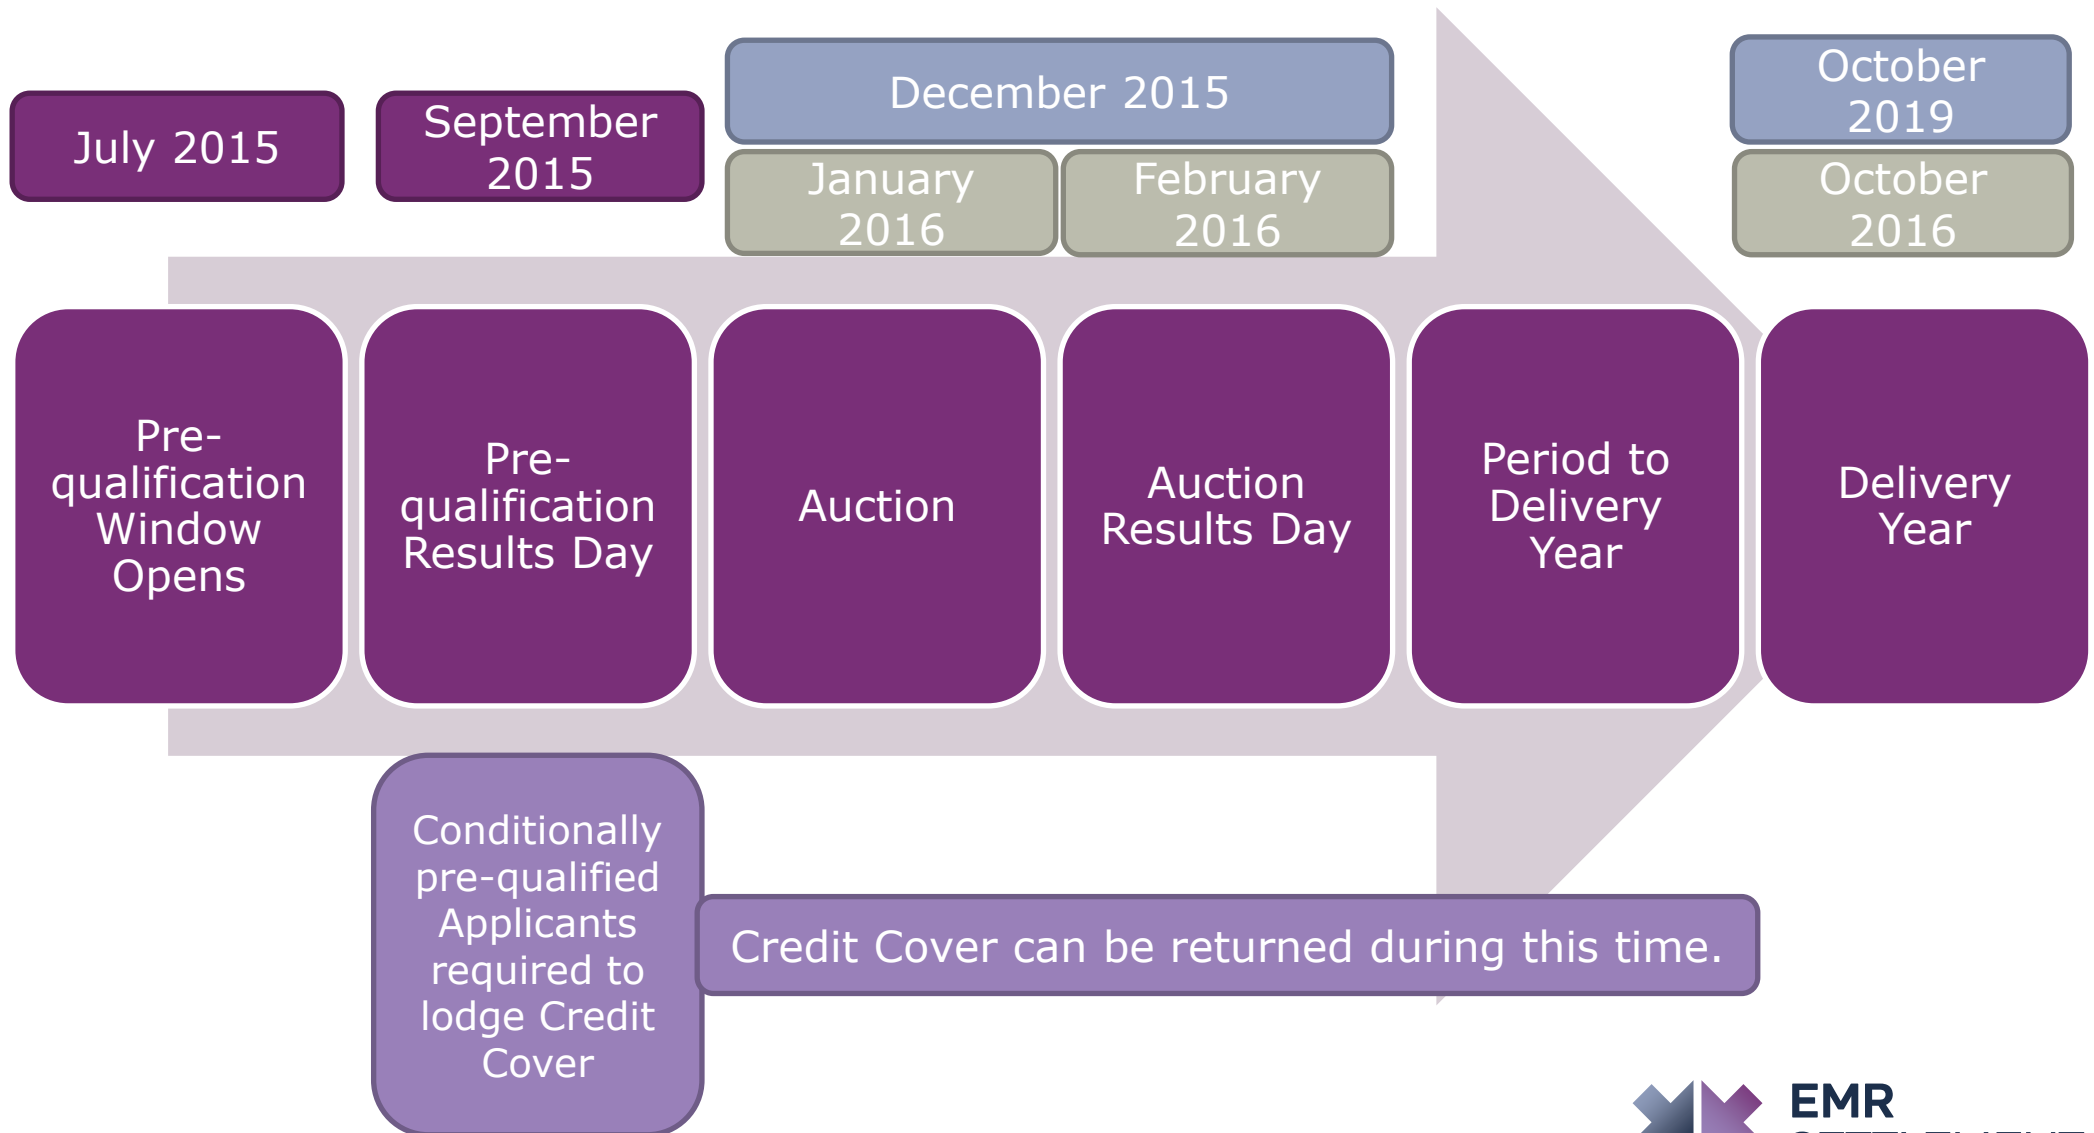 July 2015
September
2015
December 2015
January
2016
February
2016
October
2019
October
2016
Pre-
qualification
Window
Opens
Pre-
qualification
Results Day
Auction
Auction
Results Day
Period to
Delivery
Year
Delivery
Year
Conditionally
pre-qualified
Applicants
required to
lodge Credit
Cover
Credit Cover can be returned during this time.
EMR
SETTLEMENT